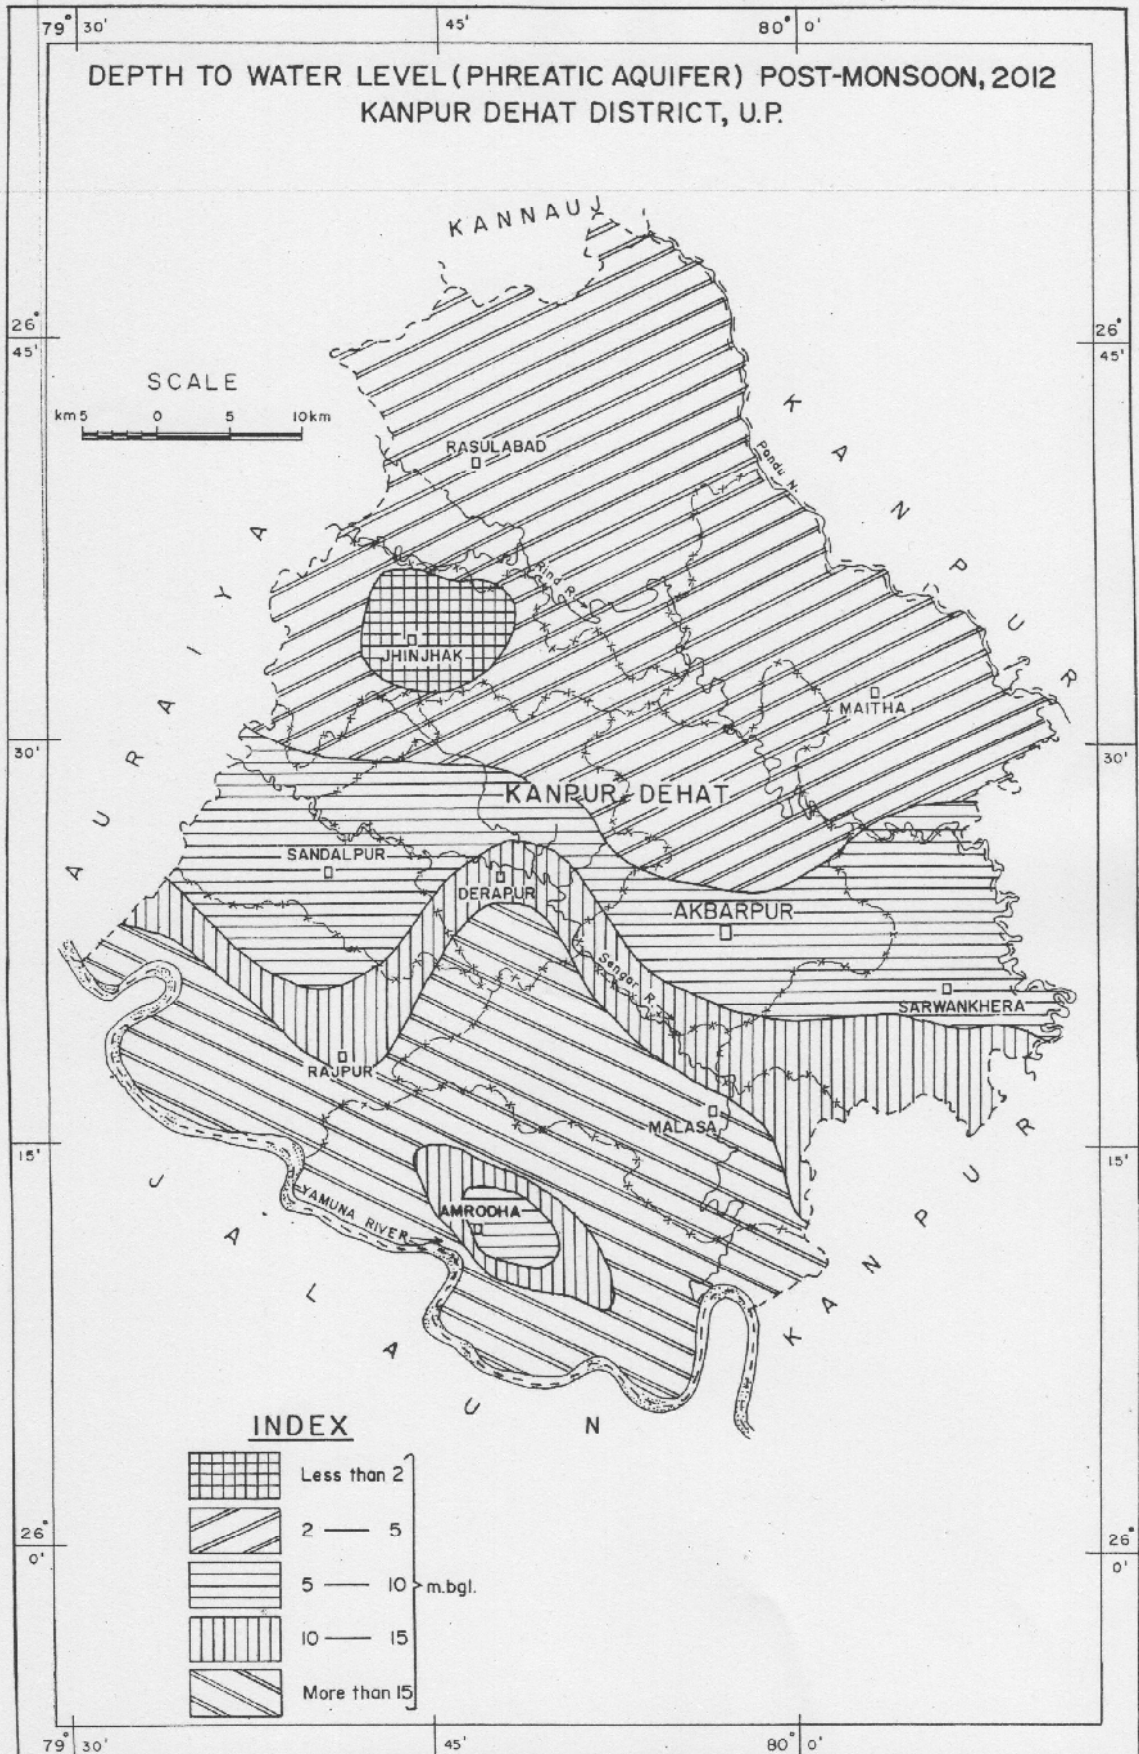 79° 30' 45' 80° 0'
DEPTH TO WATER LEVEL (PHREATIC AQUIFER) POST-MONSOON, 2012
KANPUR DEHAT DISTRICT, U.P.
KANNAUJ
26° 45'
26° 45'
SCALE
km 5 0 5 10 km
KANPUR
RASULABAD
Pandu N.
AURAIYA
Rind R.
JHINJHAK
MAITHA
30'
30'
KANPUR DEHAT
SANDALPUR
DERAPUR
AKBARPUR
Sengar R.
SARWANKHERA
RAJPUR
MALASA
15'
15'
AMRODHA
YAMUNA RIVER
JALAUN
KANPUR
INDEX
Less than 2
2 — 5
5 — 10 m.bgl.
10 — 15
More than 15
26° 0'
26° 0'
79° 30' 45' 80° 0'